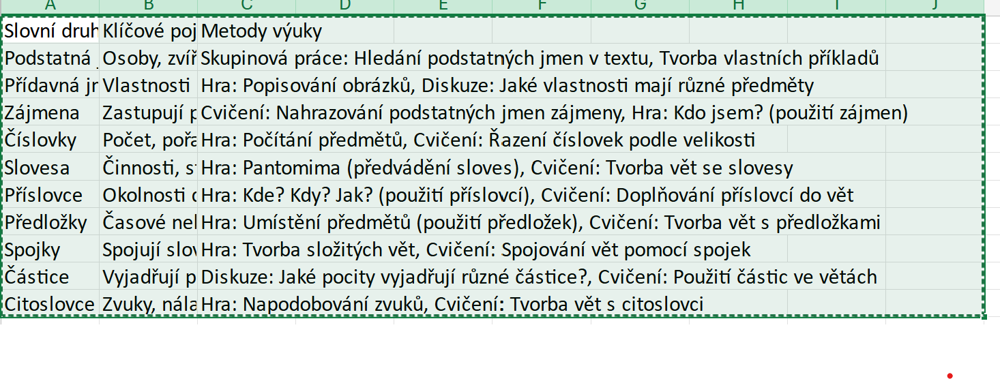 A B C D E F G H I J
Slovní druh Klíčové poj Metody výuky
Podstatná Osoby, zvíř Skupinová práce: Hledání podstatných jmen v textu, Tvorba vlastních příkladů
Přídavná jr Vlastnosti Hra: Popisování obrázků, Diskuze: Jaké vlastnosti mají různé předměty
Zájmena Zastupují p Cvičení: Nahrazování podstatných jmen zájmeny, Hra: Kdo jsem? (použití zájmen)
Číslovky Počet, pořa Hra: Počítání předmětů, Cvičení: Řazení číslovek podle velikosti
Slovesa Činnosti, Hra: Pantomima (předvádění sloves), Cvičení: Tvorba vět se slovesy
Příslovce Okolnosti Hra: Kde? Kdy? Jak? (použití příslovcí), Cvičení: Doplňování příslovcí do vět
Předložky Časové Hra: Umístění předmětů (použití předložek), Cvičení: Tvorba vět s předložkami
Spojky Spojují slov Hra: Tvorba složitých vět, Cvičení: Spojování vět pomocí spojek
Částice Vyjadřují p Diskuze: Jaké pocity vyjadřují různé částice?, Cvičení: Použití částic ve větách
Citoslovce Zvuky, nála Hra: Napodobování zvuků, Cvičení: Tvorba vět s citoslovci